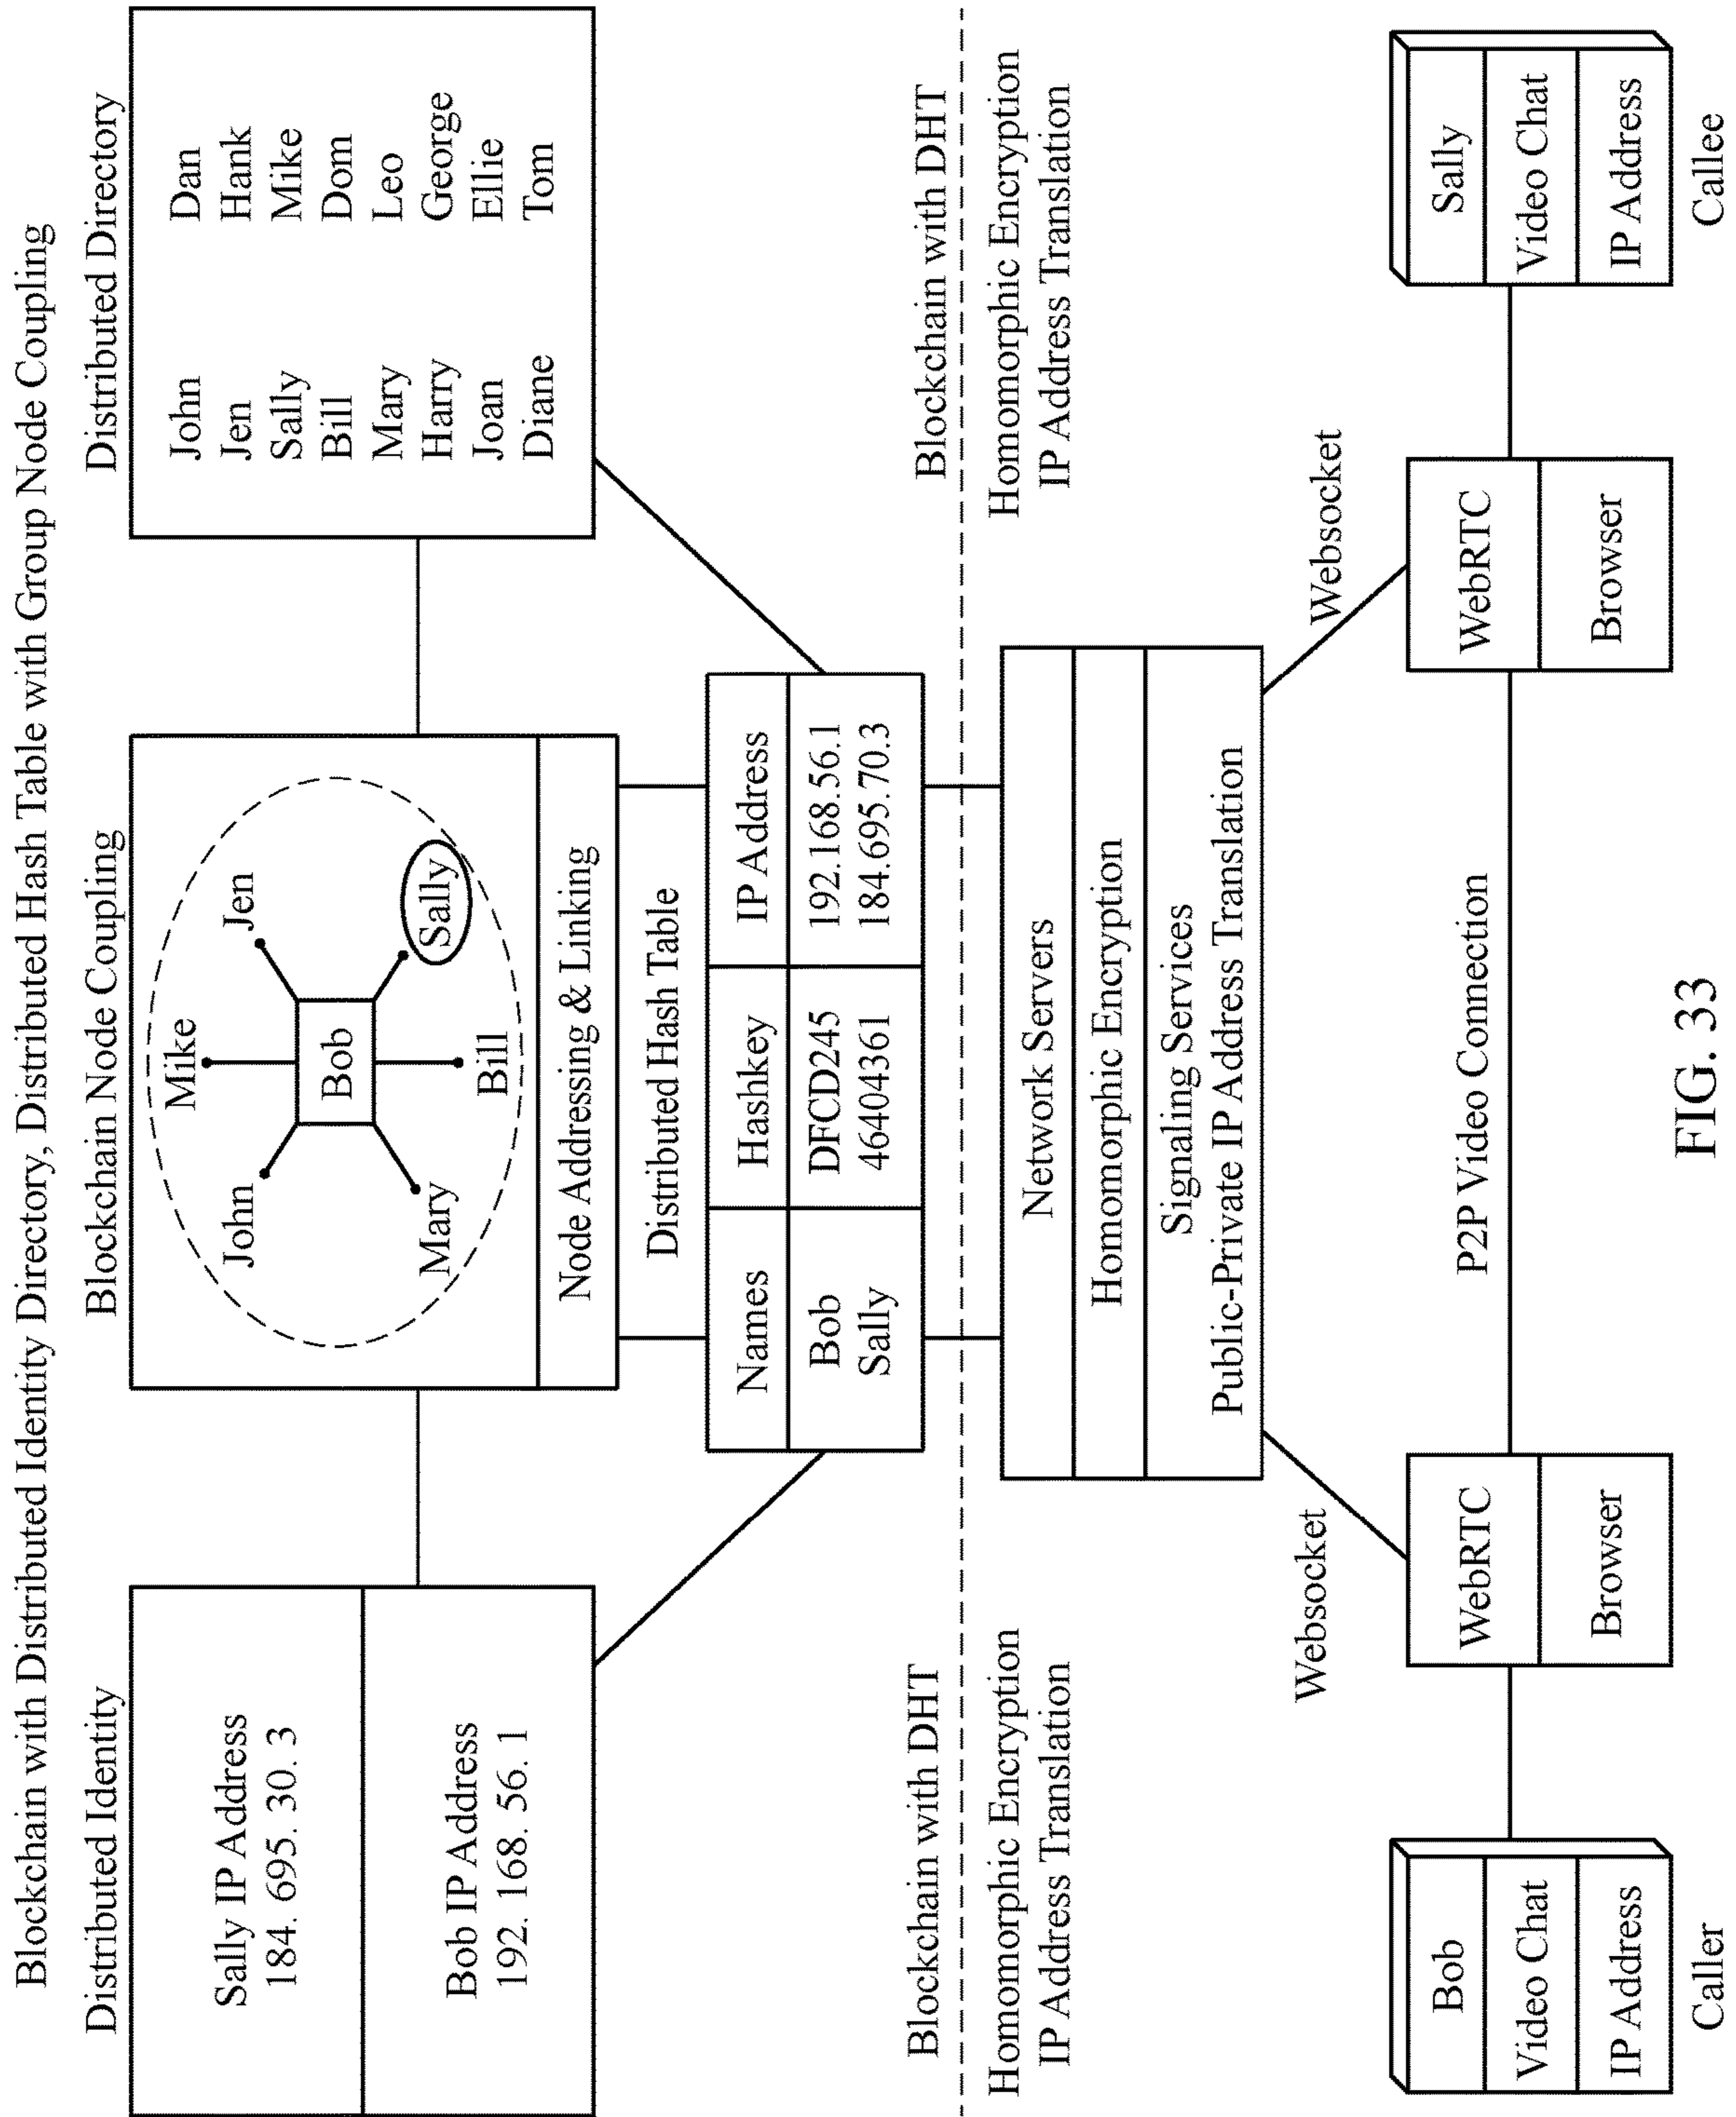 Blockchain with Distributed Identity Directory, Distributed Hash Table with Group Node Coupling
Distributed Identity
Sally IP Address
184. 695. 30. 3
Bob IP Address
192. 168. 56. 1
Blockchain Node Coupling
Mike
John
Jen
Bob
Mary
Sally
Bill
Node Addressing & Linking
Distributed Directory
John Dan
Jen Hank
Sally Mike
Bill Dom
Mary Leo
Harry George
Joan Ellie
Diane Tom
Distributed Hash Table
Names Hashkey IP Address
Bob DFCD245 192.168.56.1
Sally 46404361 184.695.70.3
Blockchain with DHT
Blockchain with DHT
Homomorphic Encryption
IP Address Translation
Homomorphic Encryption
IP Address Translation
Network Servers
Homomorphic Encryption
Signaling Services
Public-Private IP Address Translation
Websocket
Websocket
Bob
Video Chat
IP Address
Caller
WebRTC
Browser
P2P Video Connection
WebRTC
Browser
Sally
Video Chat
IP Address
Callee
FIG. 33